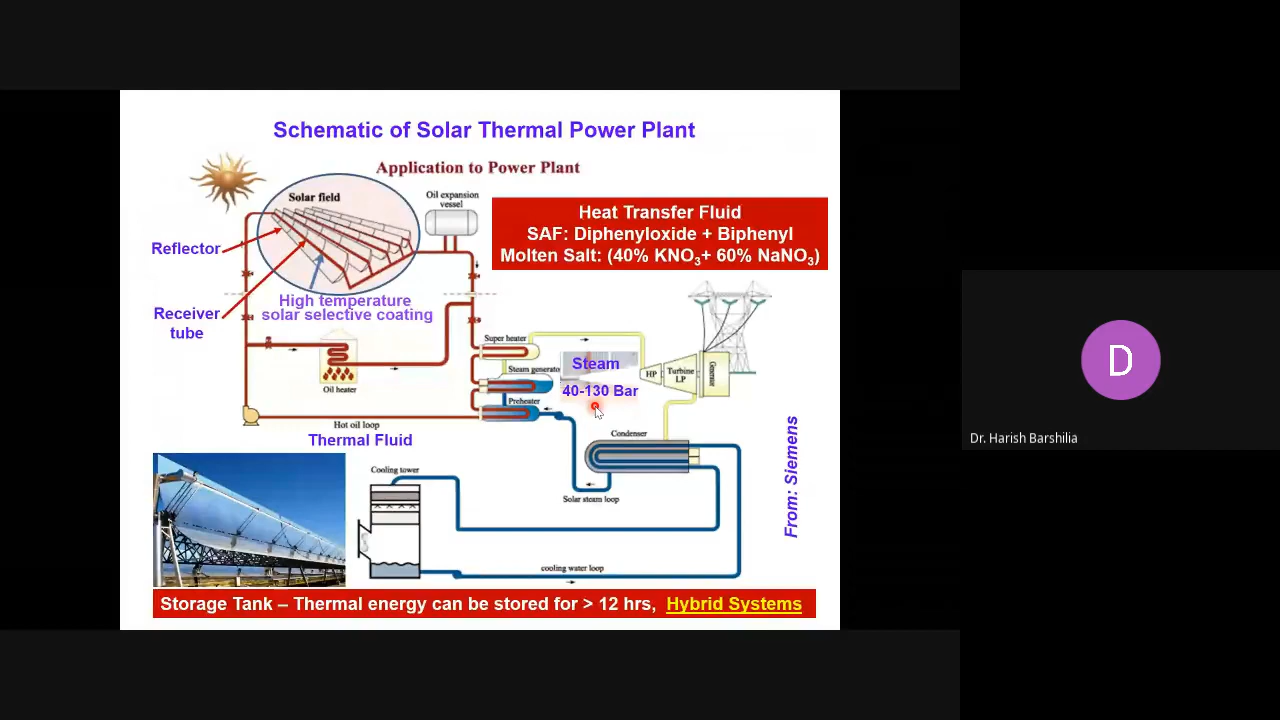 Schematic of Solar Thermal Power Plant
Application to Power Plant
Solar field
Oil expansion
vessel
Heat Transfer Fluid
SAF: Diphenyloxide + Biphenyl
Molten Salt: (40% KNO3+ 60% NaNO3)
Reflector
High temperature
solar selective coating
Receiver
tube
Super heater
Steam generator
Steam
40-130 Bar
HP
Turbine
LP
Generator
Oil heater
Preheater
Hot oil loop
Thermal Fluid
Condenser
From: Siemens
Cooling tower
Solar steam loop
cooling water loop
Storage Tank – Thermal energy can be stored for > 12 hrs, Hybrid Systems
D
Dr. Harish Barshilia